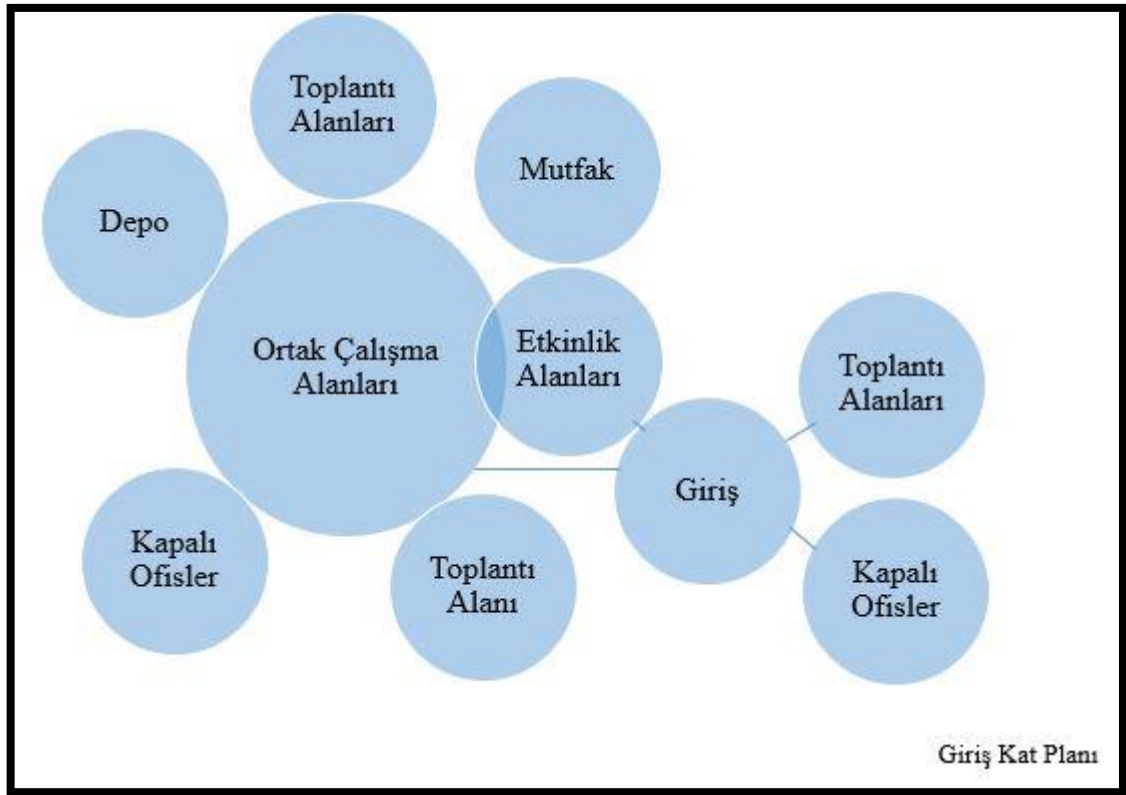 Toplantı
Alanları
Mutfak
Depo
Ortak Çalışma
Alanları
Etkinlik
Alanları
Toplantı
Alanları
Giriş
Kapalı
Ofisler
Toplantı
Alanı
Kapalı
Ofisler
Giriş Kat Planı